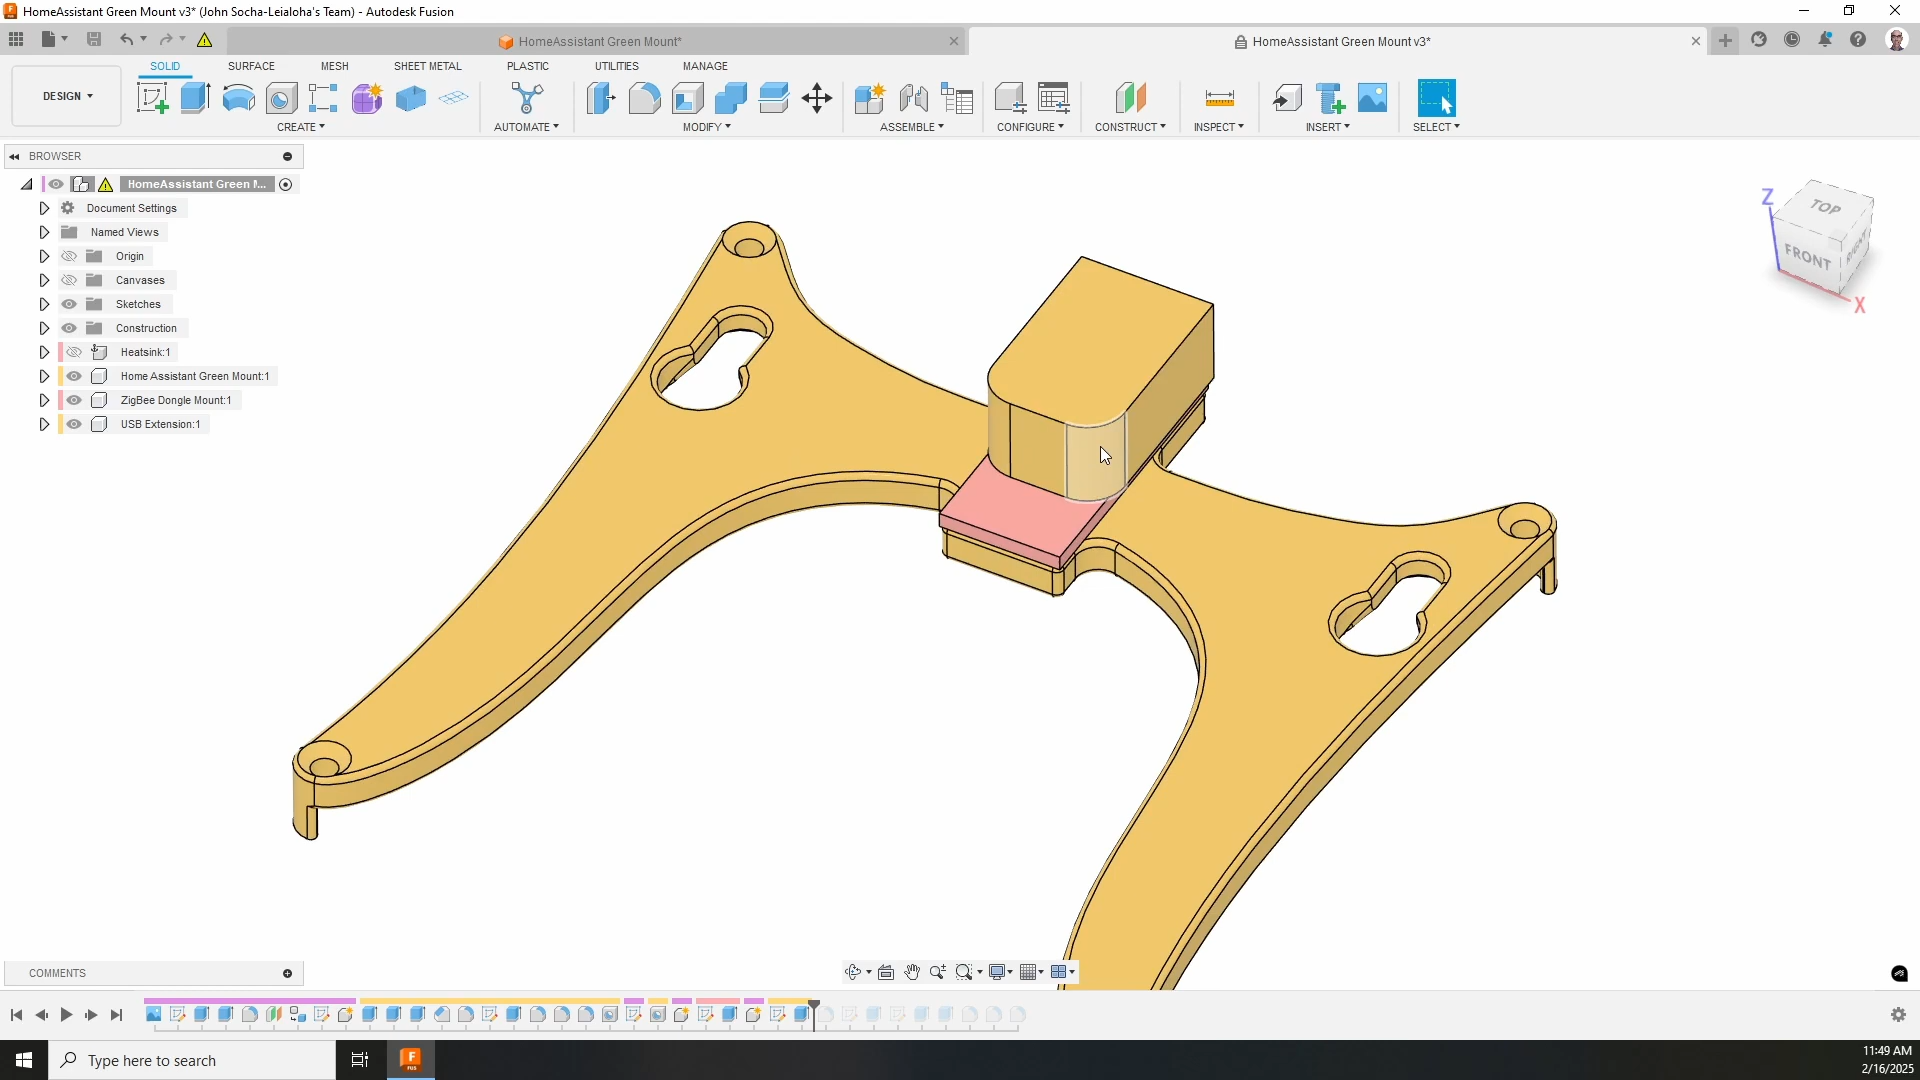 HomeAssistant Green Mount v3* (John Socha-Leialoha's Team) - Autodesk Fusion
HomeAssistant Green Mount*
HomeAssistant Green Mount v3*
DESIGN
SOLID
SURFACE
MESH
SHEET METAL
PLASTIC
UTILITIES
MANAGE
CREATE
AUTOMATE
MODIFY
ASSEMBLE
CONFIGURE
CONSTRUCT
INSPECT
INSERT
SELECT
BROWSER
HomeAssistant Green M...
Document Settings
Named Views
Origin
Canvases
Sketches
Construction
Heatsink:1
Home Assistant Green Mount:1
ZigBee Dongle Mount:1
USB Extension:1
Z
TOP
FRONT
RIGHT
X
COMMENTS
Type here to search
F
FUS
11:49 AM
2/16/2025